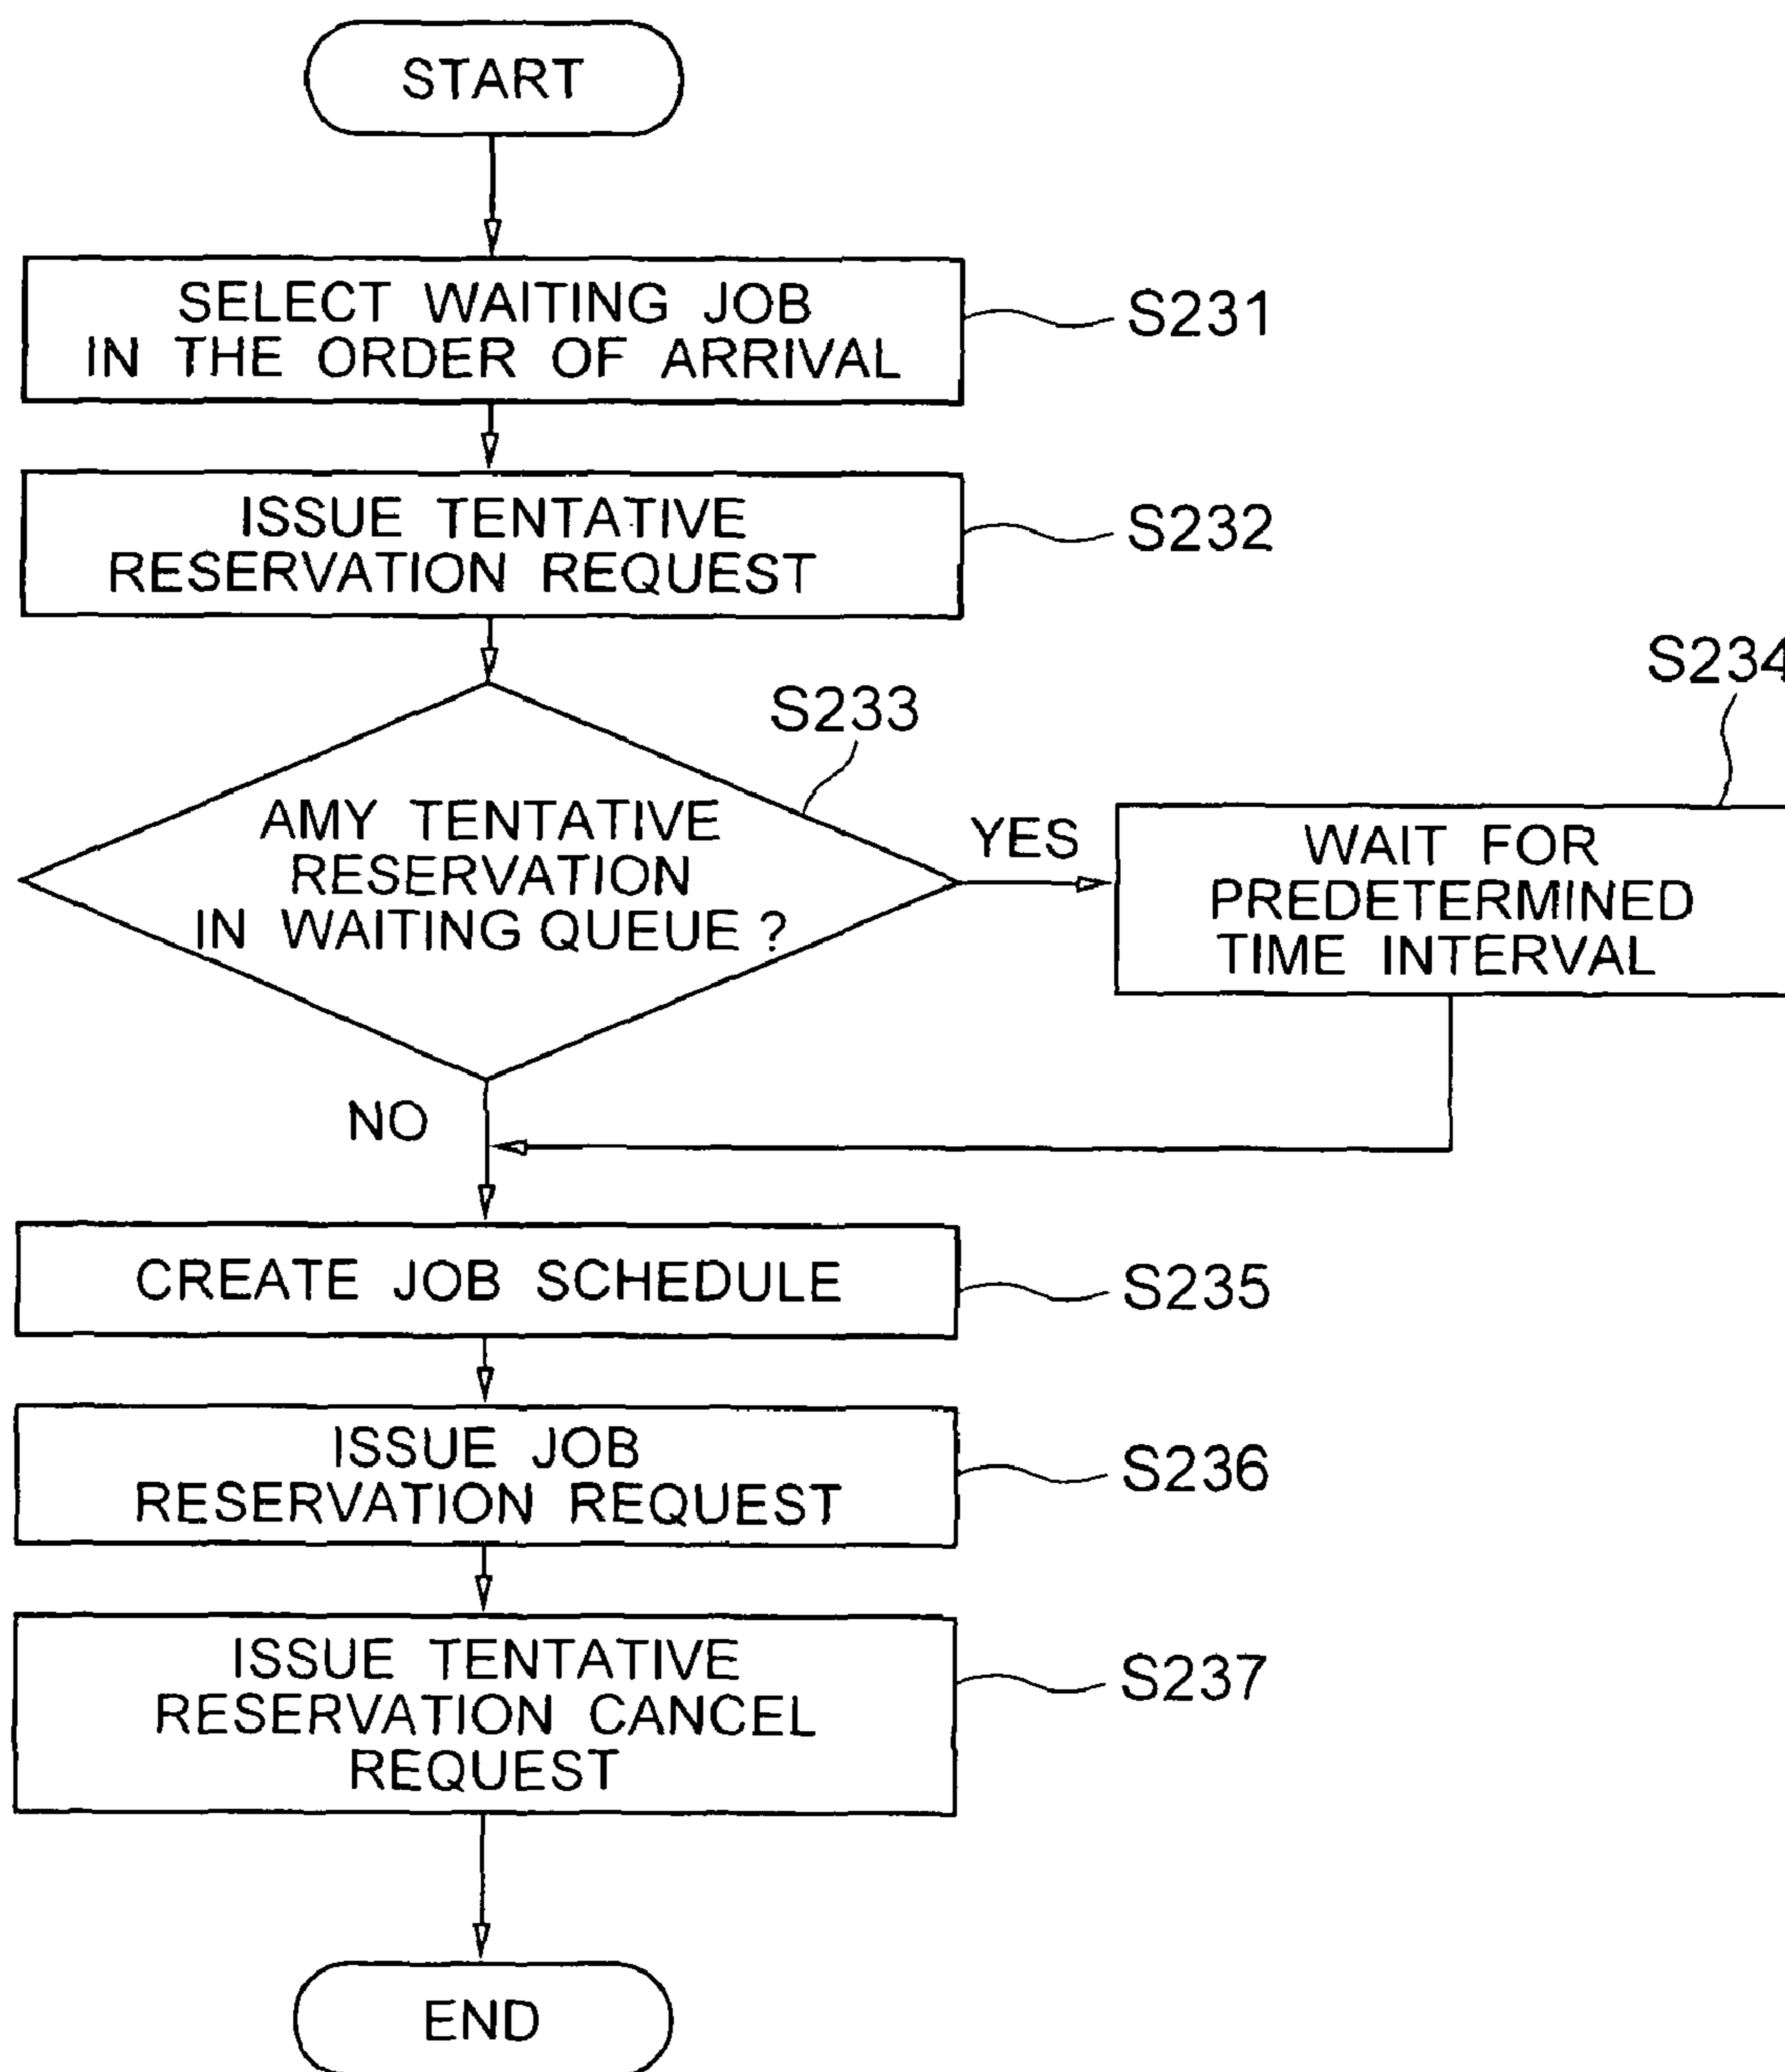 START
SELECT WAITING JOB
IN THE ORDER OF ARRIVAL
S231
ISSUE TENTATIVE
RESERVATION REQUEST
S232
S233
AMY TENTATIVE
RESERVATION
IN WAITING QUEUE ?
YES
S234
WAIT FOR
PREDETERMINED
TIME INTERVAL
NO
CREATE JOB SCHEDULE
S235
ISSUE JOB
RESERVATION REQUEST
S236
ISSUE TENTATIVE
RESERVATION CANCEL
REQUEST
S237
END